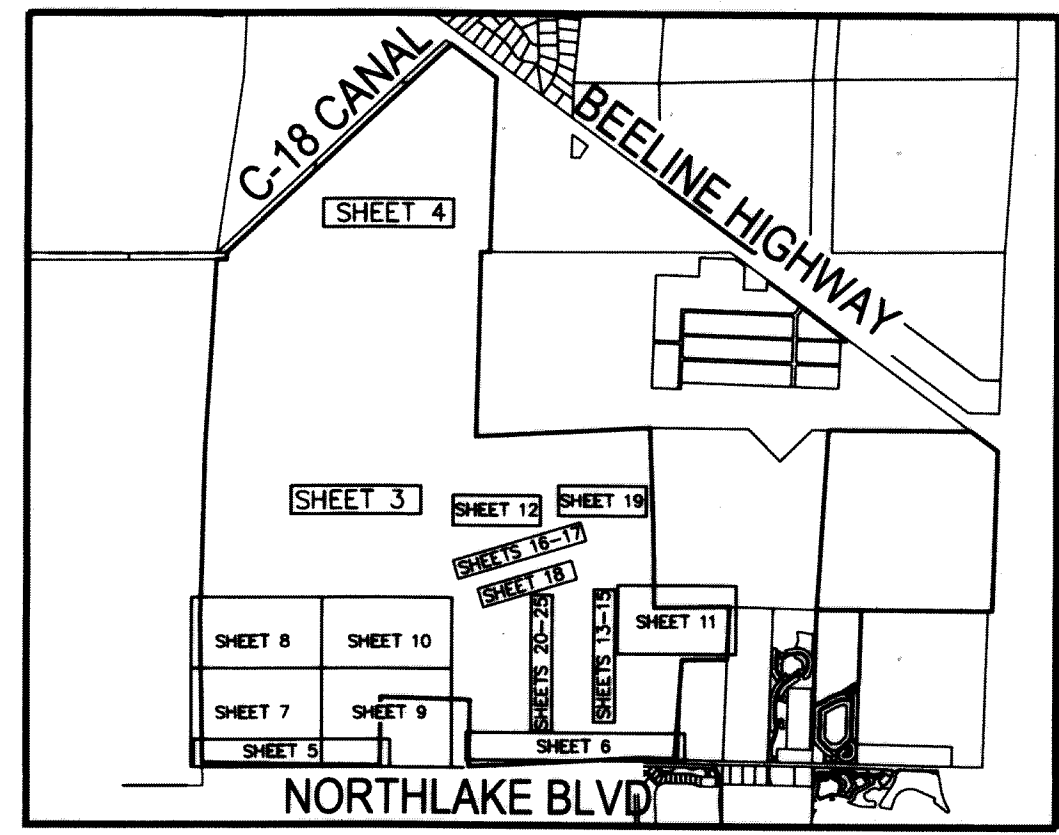 C-18 CANAL
BEELINE HIGHWAY
SHEET 4
SHEET 3
SHEET 12
SHEET 19
SHEETS 16-17
SHEET 18
SHEETS 20-25
SHEETS 13-15
SHEET 11
SHEET 8
SHEET 10
SHEET 7
SHEET 9
SHEET 5
SHEET 6
NORTHLAKE BLVD